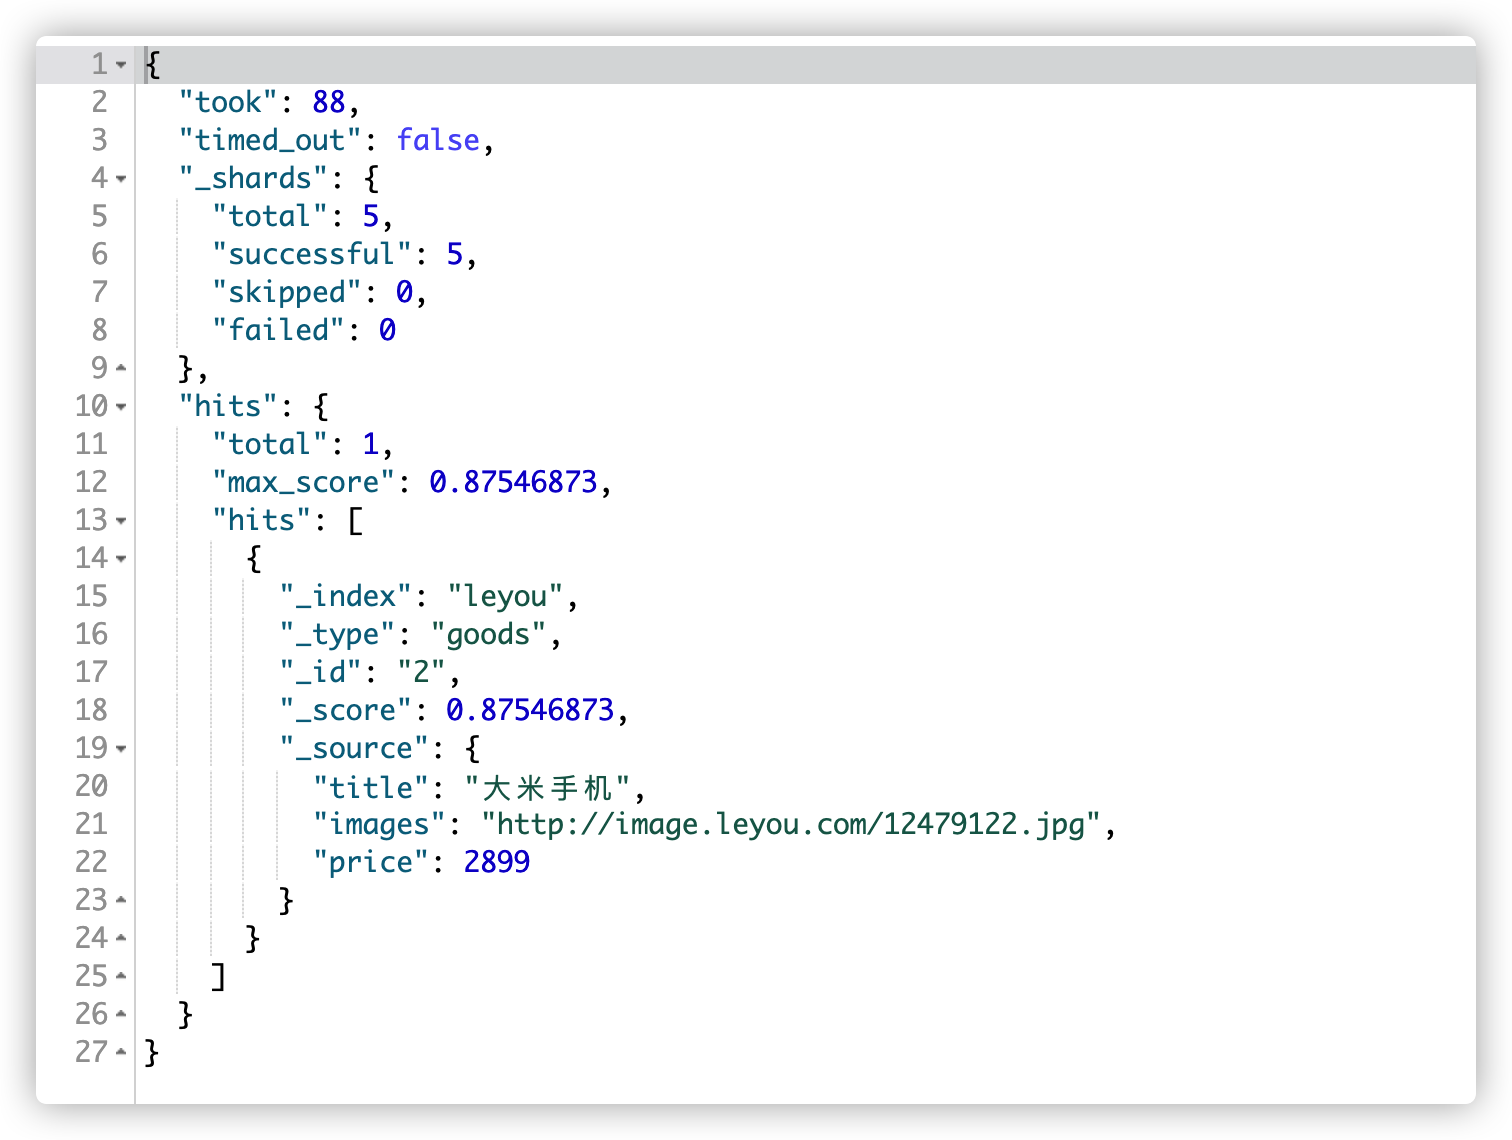 1 {
2 "took": 88,
3 "timed_out": false,
4 "_shards": {
5 "total": 5,
6 "successful": 5,
7 "skipped": 0,
8 "failed": 0
9 },
10 "hits": {
11 "total": 1,
12 "max_score": 0.87546873,
13 "hits": [
14 {
15 "_index": "leyou",
16 "_type": "goods",
17 "_id": "2",
18 "_score": 0.87546873,
19 "_source": {
20 "title": "大米手机",
21 "images": "http://image.leyou.com/12479122.jpg",
22 "price": 2899
23 }
24 }
25 ]
26 }
27 }